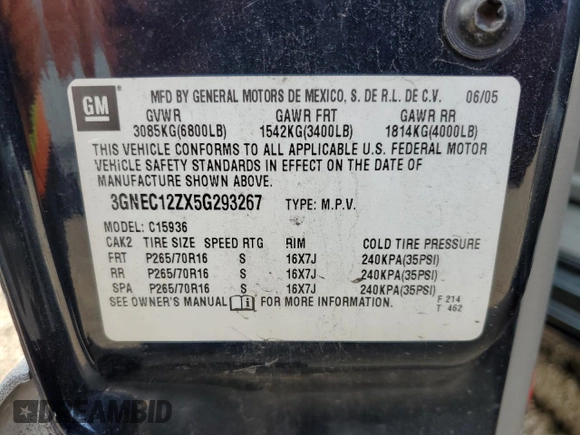 GM
MFD BY GENERAL MOTORS DE MEXICO, S. DE R.L. DE C.V. 06/05
GVWR GAWR FRT GAWR RR
3085KG(6800LB) 1542KG(3400LB) 1814KG(4000LB)
THIS VEHICLE CONFORMS TO ALL APPLICABLE U.S. FEDERAL MOTOR
VEHICLE SAFETY STANDARDS IN EFFECT ON THE DATE OF
MANUFACTURE SHOWN ABOVE.
3GNEC12ZX5G293267 TYPE: M.P.V.
MODEL: C15936
CAK2 TIRE SIZE SPEED RTG RIM COLD TIRE PRESSURE
FRT P265/70R16 S 16X7J 240KPA(35PSI)
RR P265/70R16 S 16X7J 240KPA(35PSI)
SPA P265/70R16 S 16X7J 240KPA(35PSI)
SEE OWNER'S MANUAL i FOR MORE INFORMATION.
F 214
T 462
DREAMBID